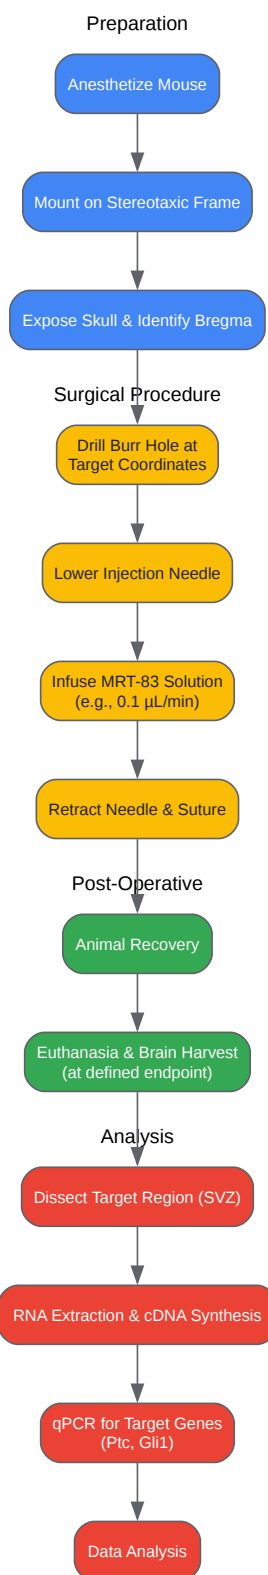 Preparation
Anesthetize Mouse
Mount on Stereotaxic Frame
Expose Skull & Identify Bregma
Surgical Procedure
Drill Burr Hole at
Target Coordinates
Lower Injection Needle
Infuse MRT-83 Solution
(e.g., 0.1 µL/min)
Retract Needle & Suture
Post-Operative
Animal Recovery
Euthanasia & Brain Harvest
(at defined endpoint)
Analysis
Dissect Target Region (SVZ)
RNA Extraction & cDNA Synthesis
qPCR for Target Genes
(Ptc, Gli1)
Data Analysis